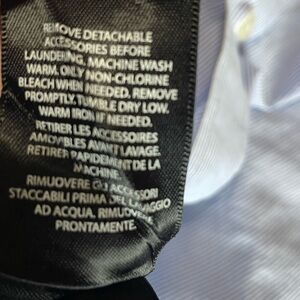 REMOVE DETACHABLE
ACCESSORIES BEFORE
LAUNDERING. MACHINE WASH
WARM. ONLY NON-CHLORINE
BLEACH WHEN NEEDED. REMOVE
PROMPTLY. TUMBLE DRY LOW.
WARM IRON IF NEEDED.
RETIRER LES ACCESSOIRES
AMOVIBLES AVANT LAVAGE.
RETIRER RAPIDEMENT DE LA
MACHINE.
RIMUOVERE GLI ACCESSORI
STACCABILI PRIMA DEL LAVAGGIO
AD ACQUA. RIMUOVERE
PRONTAMENTE.